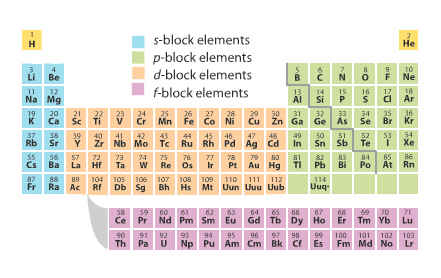 1 2
H He
s-block elements
p-block elements
d-block elements
f-block elements
3 4 5 6 7 8 9 10
Li Be B C N O F Ne
11 12 13 14 15 16 17 18
Na Mg Al Si P S Cl Ar
19 20 21 22 23 24 25 26 27 28 29 30 31 32 33 34 35 36
K Ca Sc Ti V Cr Mn Fe Co Ni Cu Zn Ga Ge As Se Br Kr
37 38 39 40 41 42 43 44 45 46 47 48 49 50 51 52 53 54
Rb Sr Y Zr Nb Mo Tc Ru Rh Pd Ag Cd In Sn Sb Te I Xe
55 56 57 72 73 74 75 76 77 78 79 80 81 82 83 84 85 86
Cs Ba La Hf Ta W Re Os Ir Pt Au Hg Tl Pb Bi Po At Rn
87 88 89 104 105 106 107 108 109 110 111 112 114
Fr Ra Ac Rf Db Sg Bh Hs Mt Uun Uuu Uub Uuq
58 59 60 61 62 63 64 65 66 67 68 69 70 71
Ce Pr Nd Pm Sm Eu Gd Tb Dy Ho Er Tm Yb Lu
90 91 92 93 94 95 96 97 98 99 100 101 102 103
Th Pa U Np Pu Am Cm Bk Cf Es Fm Md No Lr